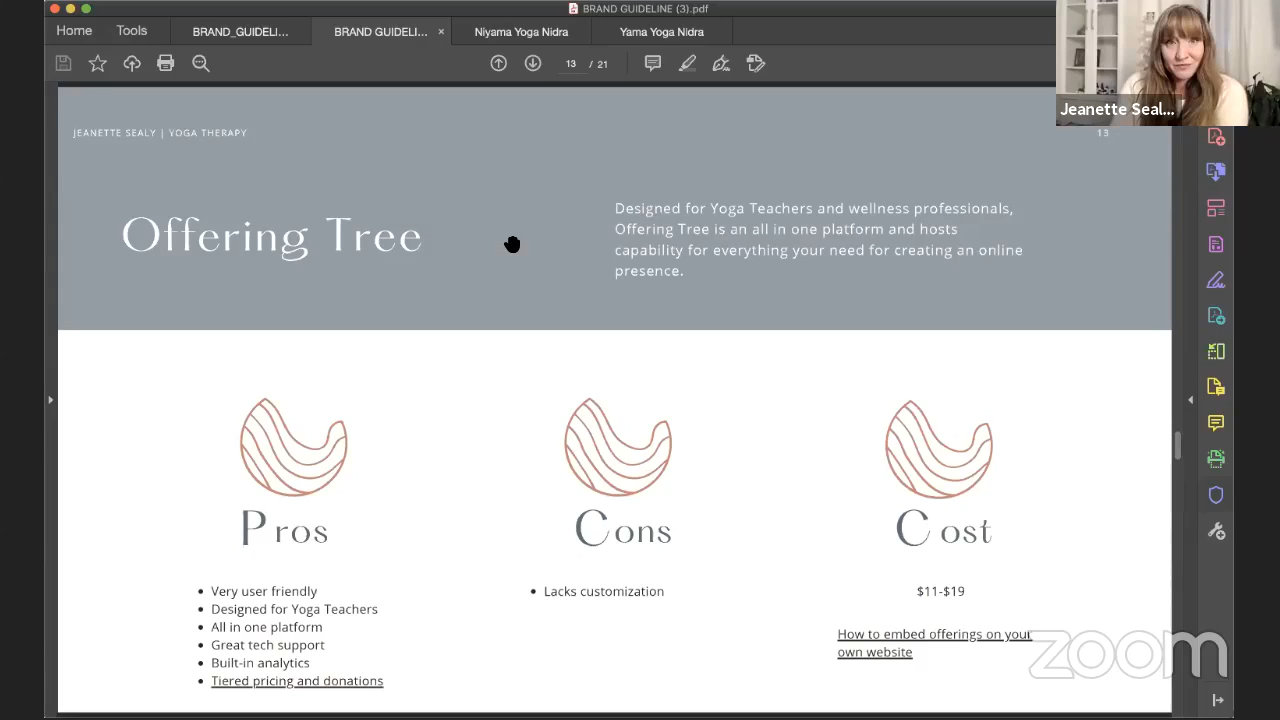 BRAND GUIDELINE (3).pdf
Home
Tools
BRAND_GUIDELI...
BRAND GUIDELI... ×
Niyama Yoga Nidra
Yama Yoga Nidra
13 / 21
Jeanette Seal...
JEANETTE SEALY | YOGA THERAPY
13
Offering Tree
Designed for Yoga Teachers and wellness professionals,
Offering Tree is an all in one platform and hosts
capability for everything your need for creating an online
presence.
Pros
• Very user friendly
• Designed for Yoga Teachers
• All in one platform
• Great tech support
• Built-in analytics
• Tiered pricing and donations
Cons
• Lacks customization
Cost
$11-$19
How to embed offerings on your
own website
zoom